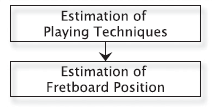 Estimation of
Playing Techniques
Estimation of
Fretboard Position